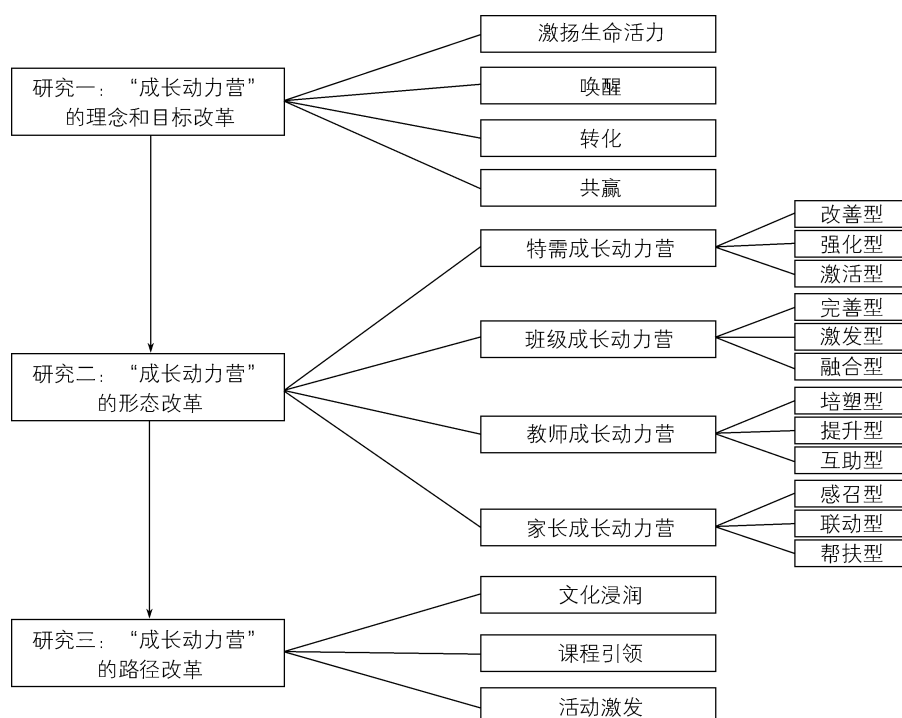 研究一：“成长动力营”
的理念和目标改革
激扬生命活力
唤醒
转化
共赢
研究二：“成长动力营”
的形态改革
特需成长动力营
改善型
强化型
激活型
班级成长动力营
完善型
激发型
融合型
教师成长动力营
培塑型
提升型
互助型
家长成长动力营
感召型
联动型
帮扶型
研究三：“成长动力营”
的路径改革
文化浸润
课程引领
活动激发